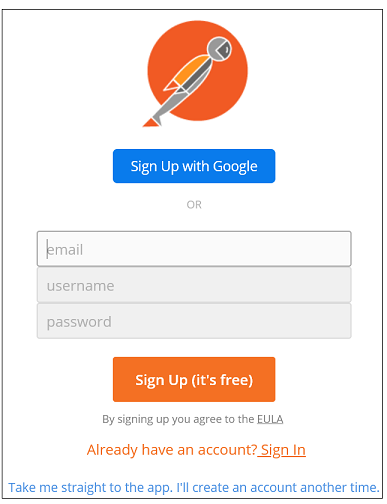 Sign Up with Google
OR
email
username
password
Sign Up (it's free)
By signing up you agree to the EULA
Already have an account? Sign In
Take me straight to the app. I'll create an account another time.